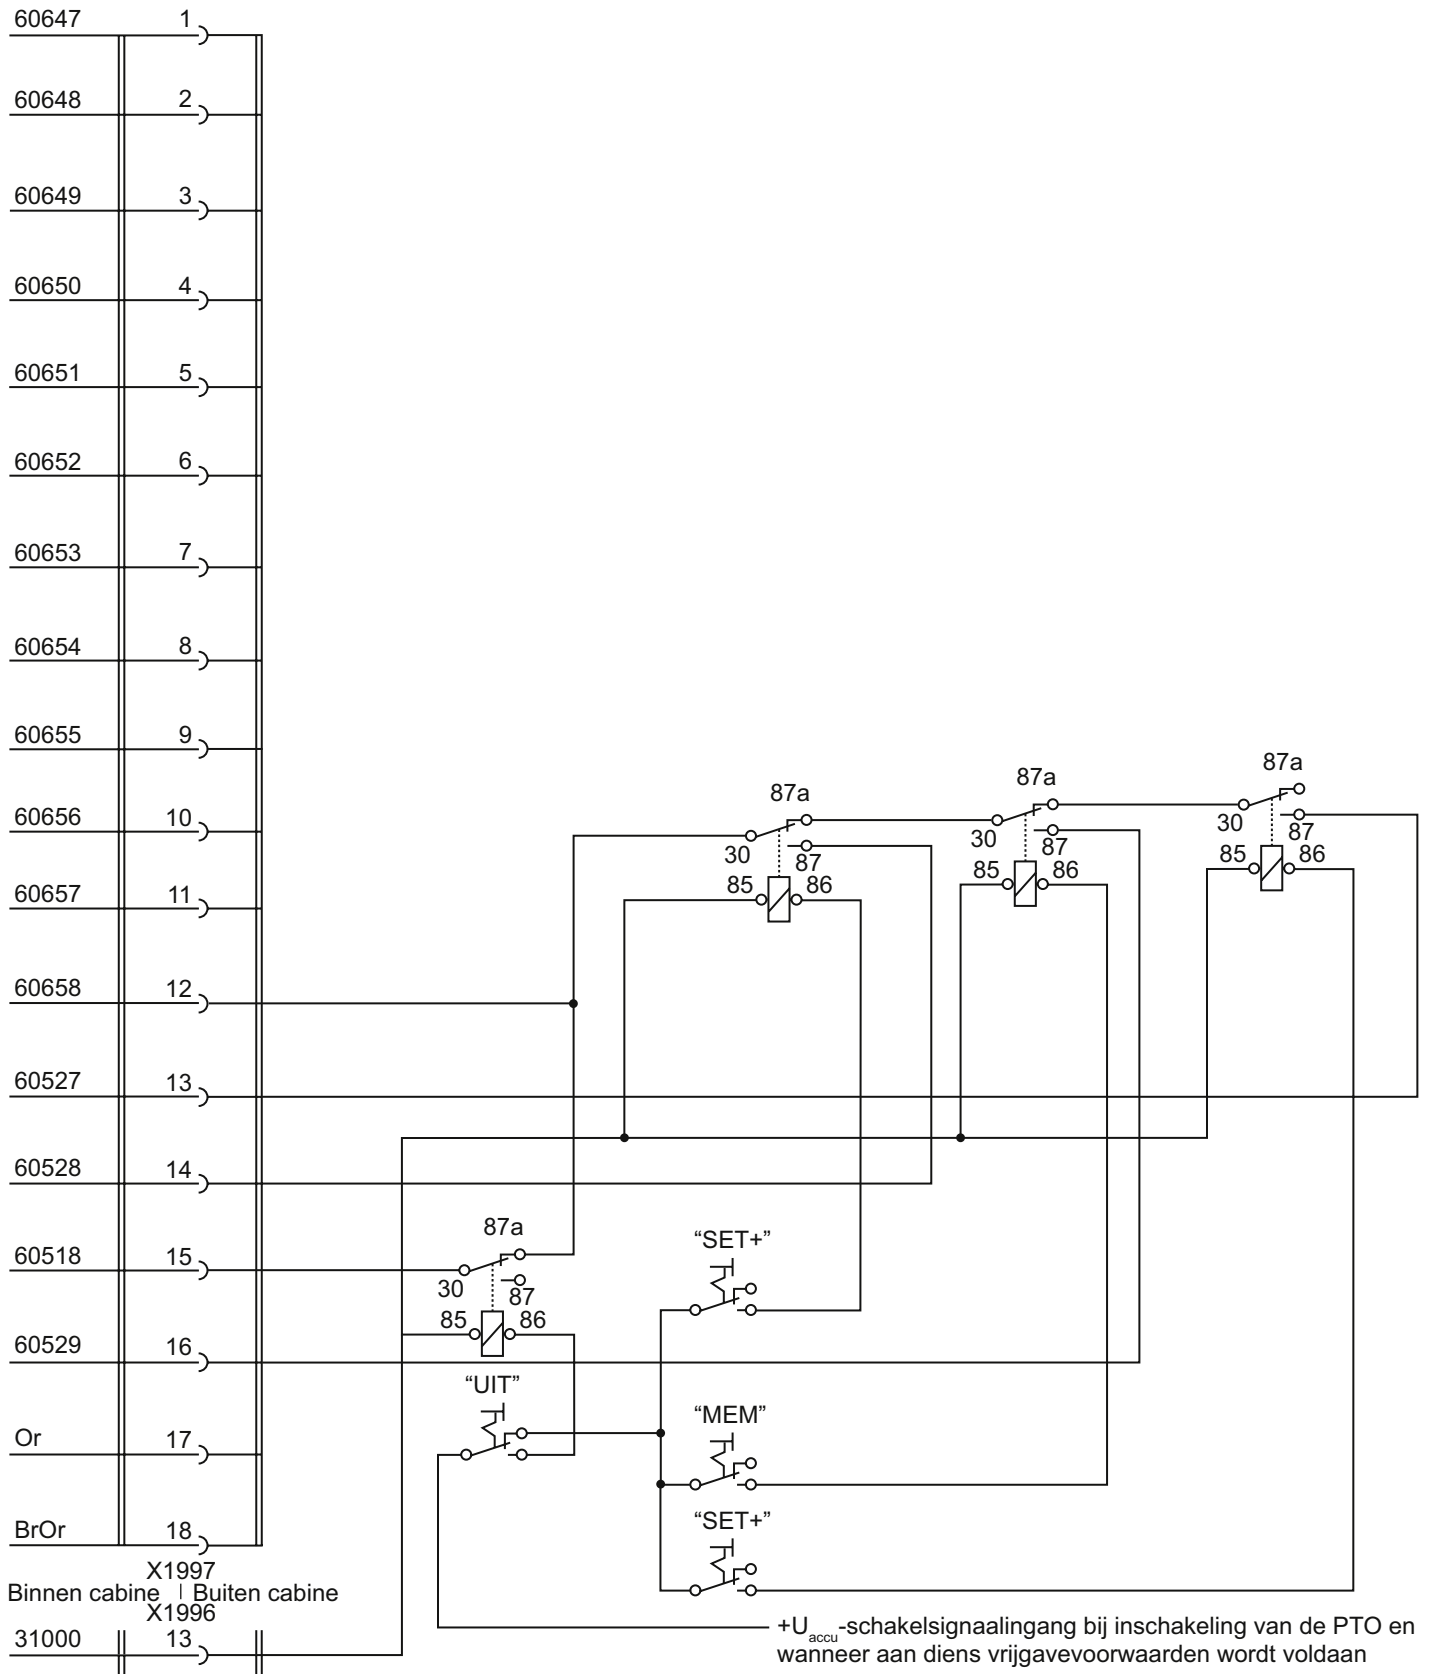 60647 1
60648 2
60649 3
60650 4
60651 5
60652 6
60653 7
60654 8
60655 9
60656 10
60657 11
60658 12
60527 13
60528 14
60518 15
60529 16
Or 17
BrOr 18
X1997
Binnen cabine | Buiten cabine
X1996
31000 13
87a
30
87
85 86
87a
30
87
85 86
87a
30
87
85 86
87a
30
87
85 86
“UIT”
“SET+”
“MEM”
“SET+”
+Uaccu-schakelsignaalingang bij inschakeling van de PTO en
wanneer aan diens vrijgavevoorwaarden wordt voldaan